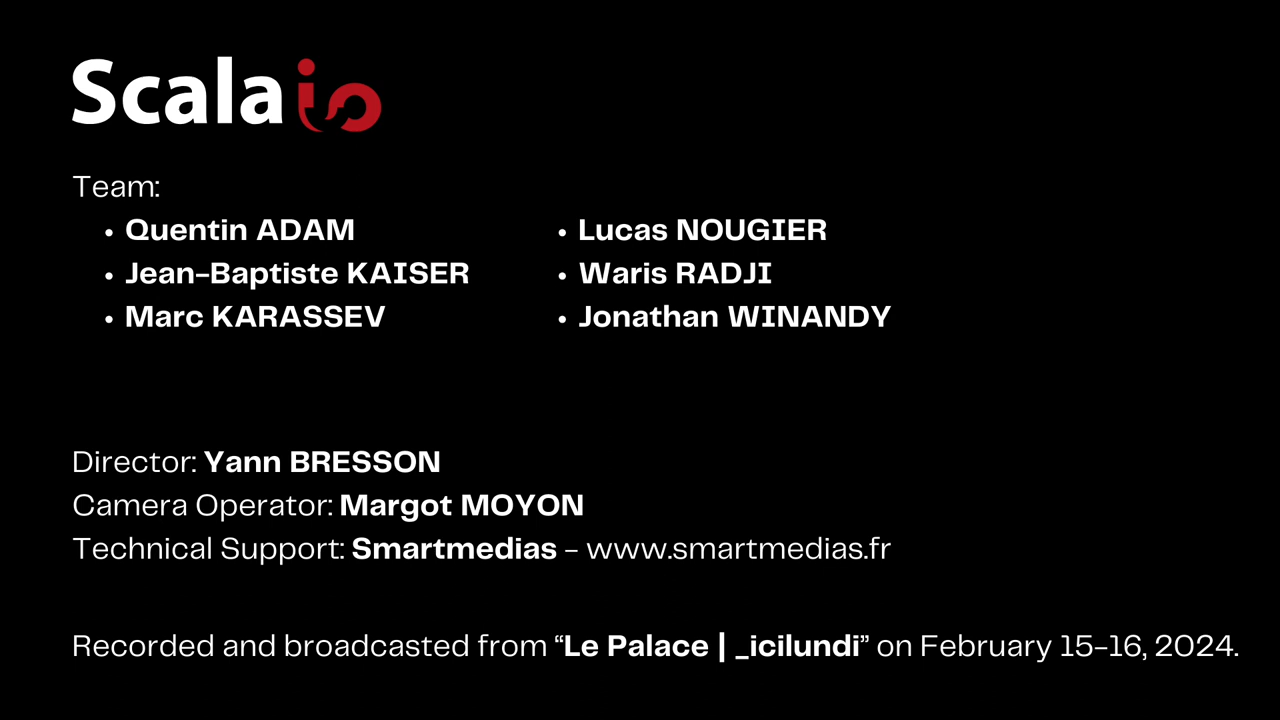 Scala io
Team:
• Quentin ADAM
• Jean-Baptiste KAISER
• Marc KARASSEV
• Lucas NOUGIER
• Waris RADJI
• Jonathan WINANDY
Director: Yann BRESSON
Camera Operator: Margot MOYON
Technical Support: Smartmedias - www.smartmedias.fr
Recorded and broadcasted from “Le Palace | _icilundi” on February 15-16, 2024.